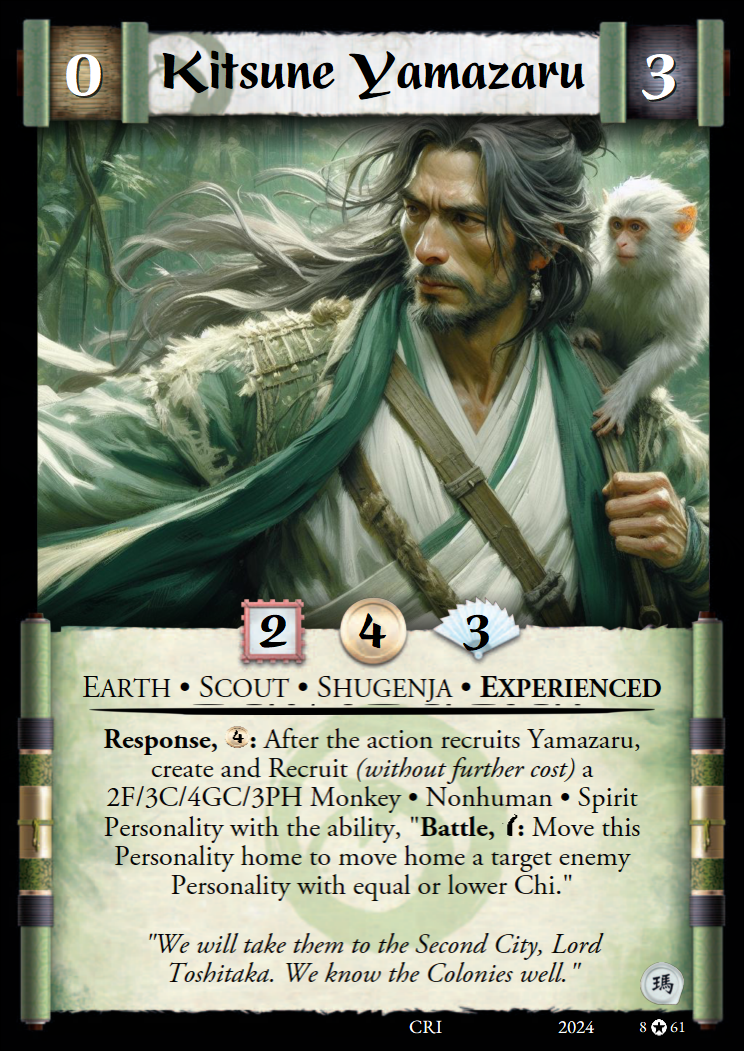 0 Kitsune Yamazaru 3
2 4 3
EARTH • SCOUT • SHUGENJA • EXPERIENCED
Response, 4: After the action recruits Yamazaru,
create and Recruit (without further cost) a
2F/3C/4GC/3PH Monkey • Nonhuman • Spirit
Personality with the ability, "Battle, : Move this
Personality home to move home a target enemy
Personality with equal or lower Chi."
"We will take them to the Second City, Lord
Toshitaka. We know the Colonies well."
瑪
CRI 2024 8 61